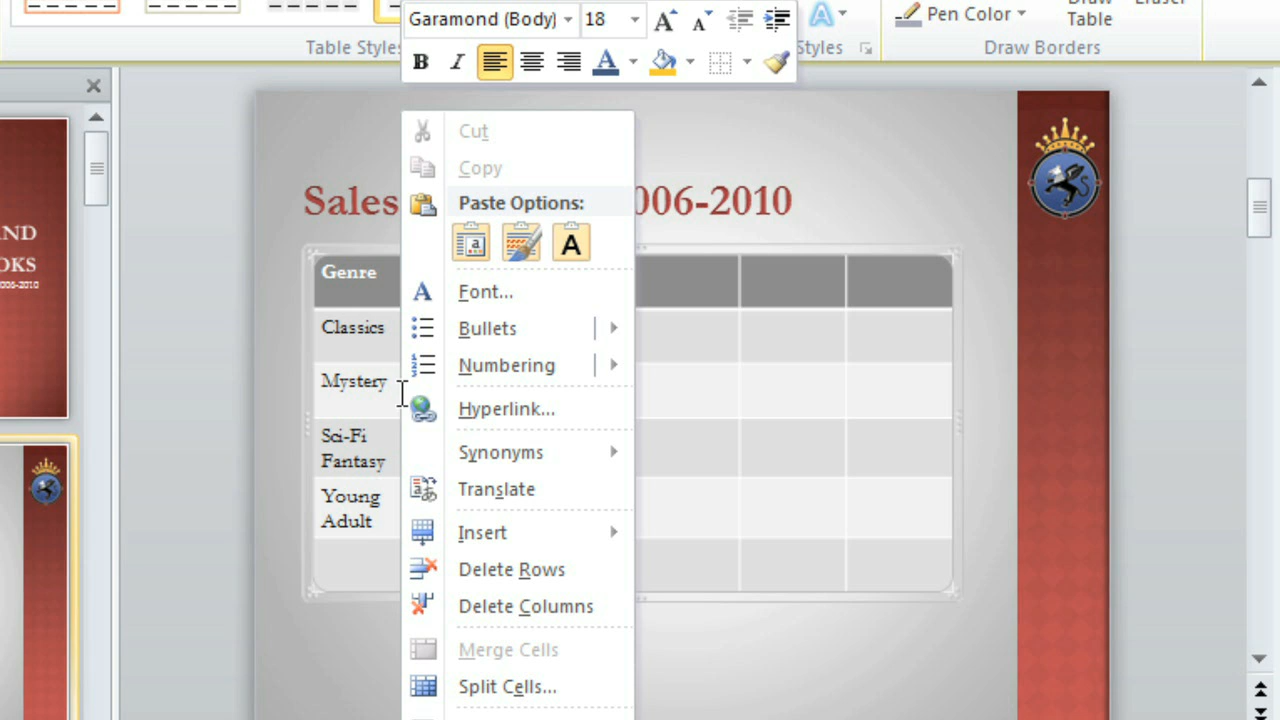 Garamond (Body) 18
Pen Color
Table
Table Styles
Styles
Draw Borders
B I A A
Cut
Copy
Paste Options:
Font...
Bullets
Numbering
Hyperlink...
Synonyms
Translate
Insert
Delete Rows
Delete Columns
Merge Cells
Split Cells...
Sales 006-2010
Genre
Classics
Mystery
Sci-Fi
Fantasy
Young
Adult
ND
OKS
006-2010